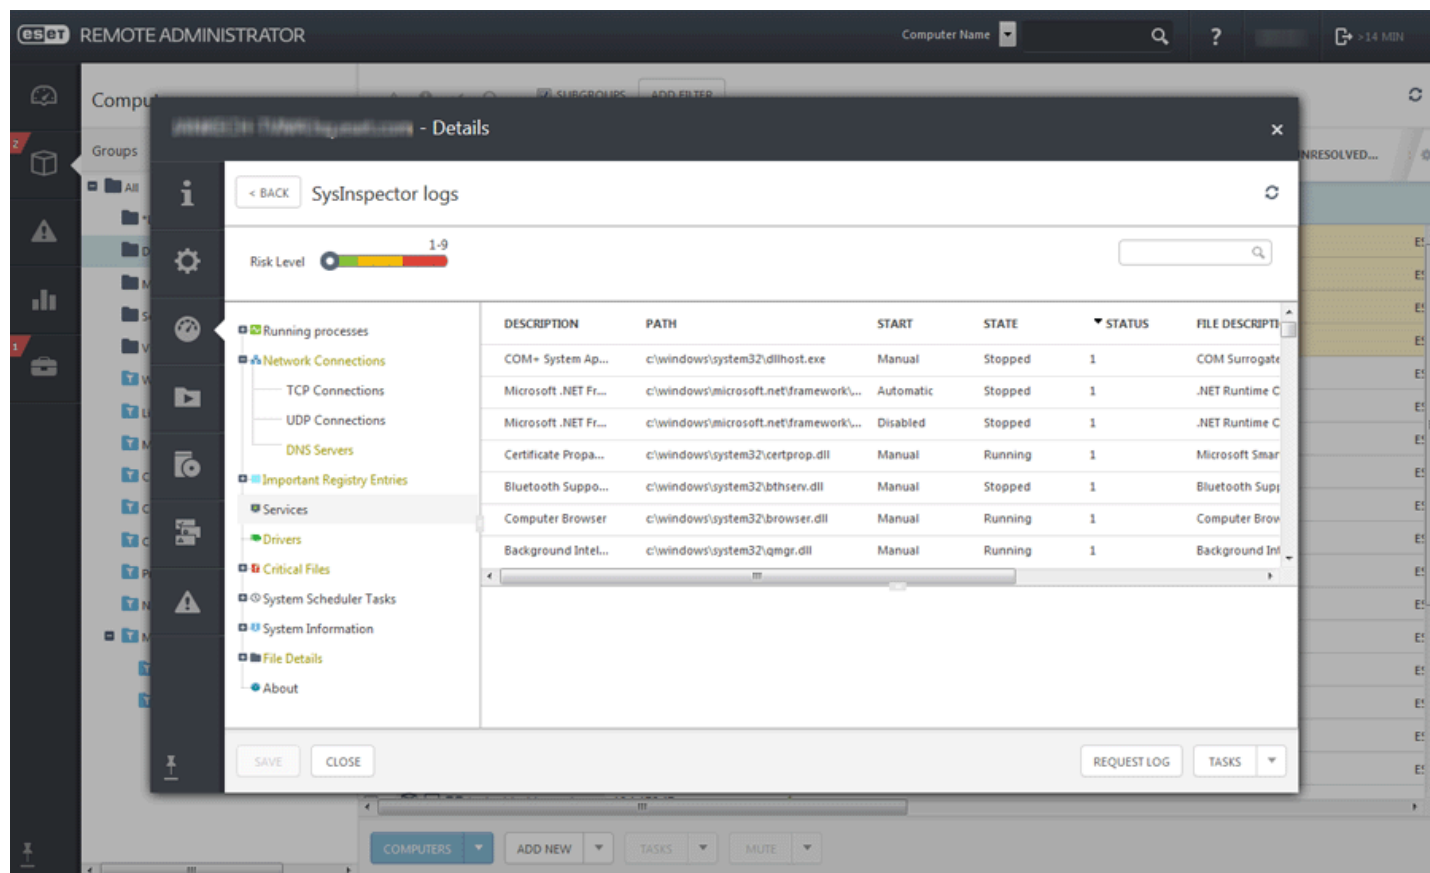 eset REMOTE ADMINISTRATOR
Computer Name
?
>14 MIN
Compu
SUBGROUPS
ADD FILTER
- Details
×
2
Groups
NRESOLVED...
i
< BACK
SysInspector logs
All
Risk Level
1-9
1
Running processes
Network Connections
TCP Connections
UDP Connections
DNS Servers
Important Registry Entries
Services
Drivers
Critical Files
System Scheduler Tasks
System Information
File Details
About
DESCRIPTION PATH START STATE STATUS FILE DESCRIPTI
COM+ System Ap... c:\windows\system32\dllhost.exe Manual Stopped 1 COM Surrogate
Microsoft .NET Fr... c:\windows\microsoft.net\framework\... Automatic Stopped 1 .NET Runtime C
Microsoft .NET Fr... c:\windows\microsoft.net\framework\... Disabled Stopped 1 .NET Runtime C
Certificate Propa... c:\windows\system32\certprop.dll Manual Running 1 Microsoft Smar
Bluetooth Suppo... c:\windows\system32\bthserv.dll Manual Stopped 1 Bluetooth Supp
Computer Browser c:\windows\system32\browser.dll Manual Running 1 Computer Brow
Background Intel... c:\windows\system32\qmgr.dll Manual Running 1 Background Int
SAVE
CLOSE
REQUEST LOG
TASKS
COMPUTERS
ADD NEW
TASKS
MUTE